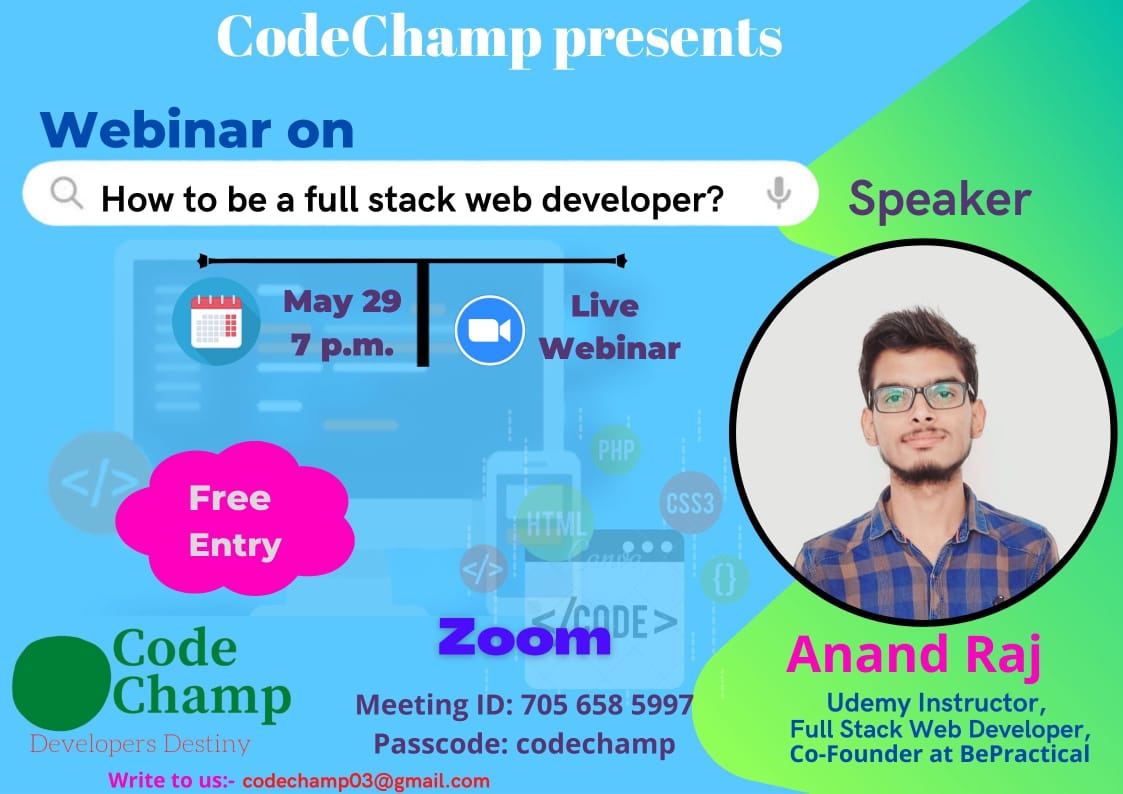 CodeChamp presents
Webinar on
How to be a full stack web developer?
Speaker
May 29
7 p.m.
Live
Webinar
PHP
CSS3
HTML
</>
</>
{}
Canva
</CODE>
Free
Entry
Code
Champ
Developers Destiny
Zoom
Meeting ID: 705 658 5997
Passcode: codechamp
Write to us:- codechamp03@gmail.com
Anand Raj
Udemy Instructor,
Full Stack Web Developer,
Co-Founder at BePractical